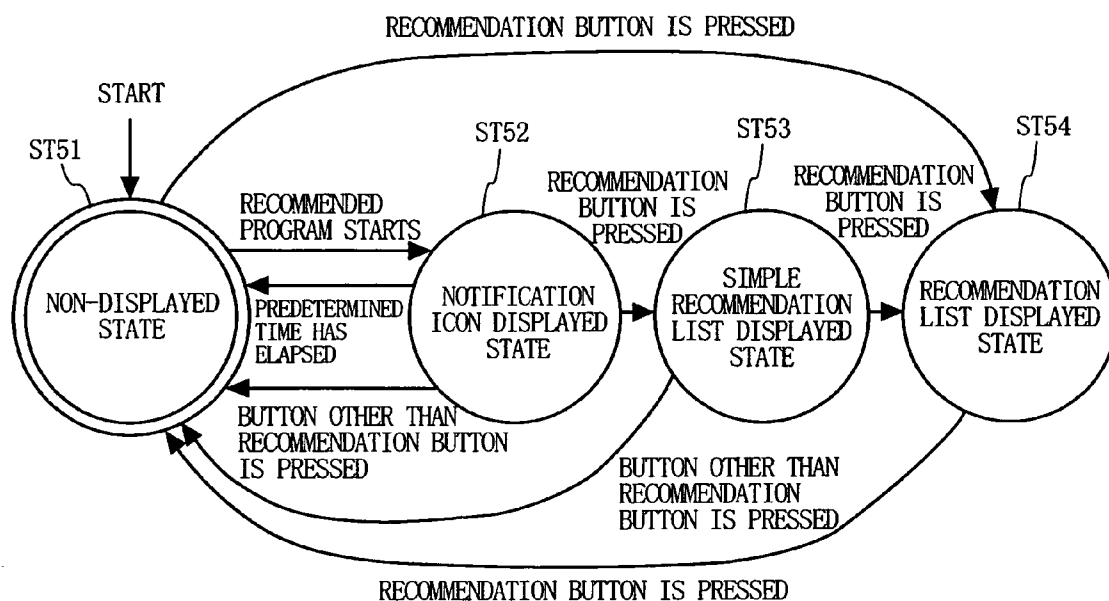 RECOMMENDATION BUTTON IS PRESSED
START
ST51
ST52
ST53
ST54
RECOMMENDED
PROGRAM STARTS
RECOMMENDATION
BUTTON IS
PRESSED
RECOMMENDATION
BUTTON IS
PRESSED
NON-DISPLAYED
STATE
PREDETERMINED
TIME HAS
ELAPSED
NOTIFICATION
ICON DISPLAYED
STATE
SIMPLE
RECOMMENDATION
LIST DISPLAYED
STATE
RECOMMENDATION
LIST DISPLAYED
STATE
BUTTON OTHER THAN
RECOMMENDATION BUTTON
IS PRESSED
BUTTON OTHER THAN
RECOMMENDATION
BUTTON IS PRESSED
RECOMMENDATION BUTTON IS PRESSED